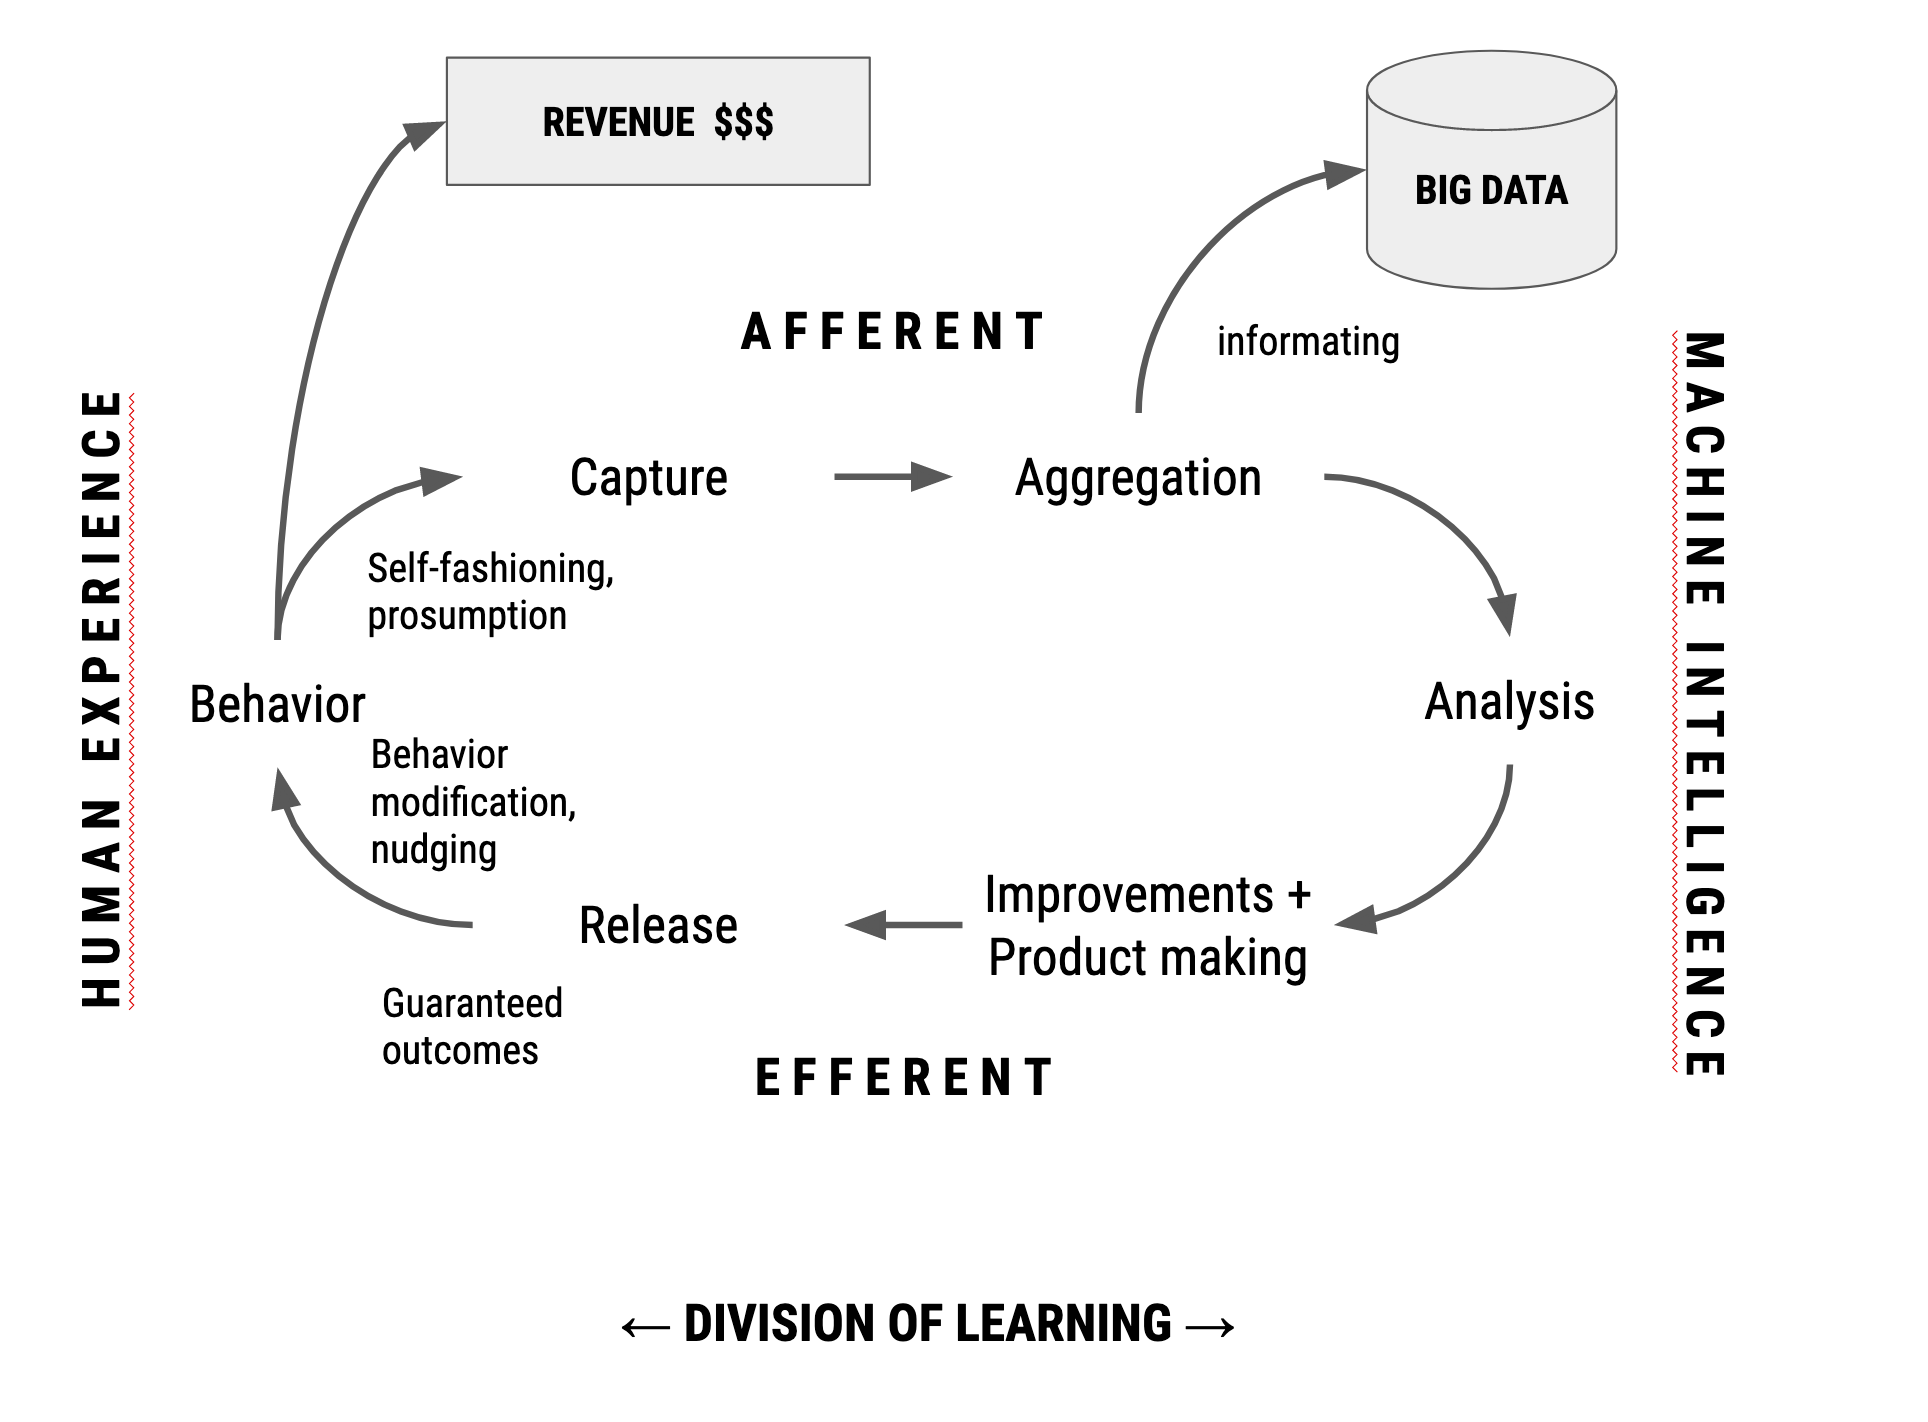 REVENUE $$$
BIG DATA
AFFERENT
informating
HUMAN EXPERIENCE
MACHINE INTELLIGENCE
Capture
Aggregation
Self-fashioning,
prosumption
Behavior
Analysis
Behavior
modification,
nudging
Release
Improvements +
Product making
Guaranteed
outcomes
EFFERENT
← DIVISION OF LEARNING →